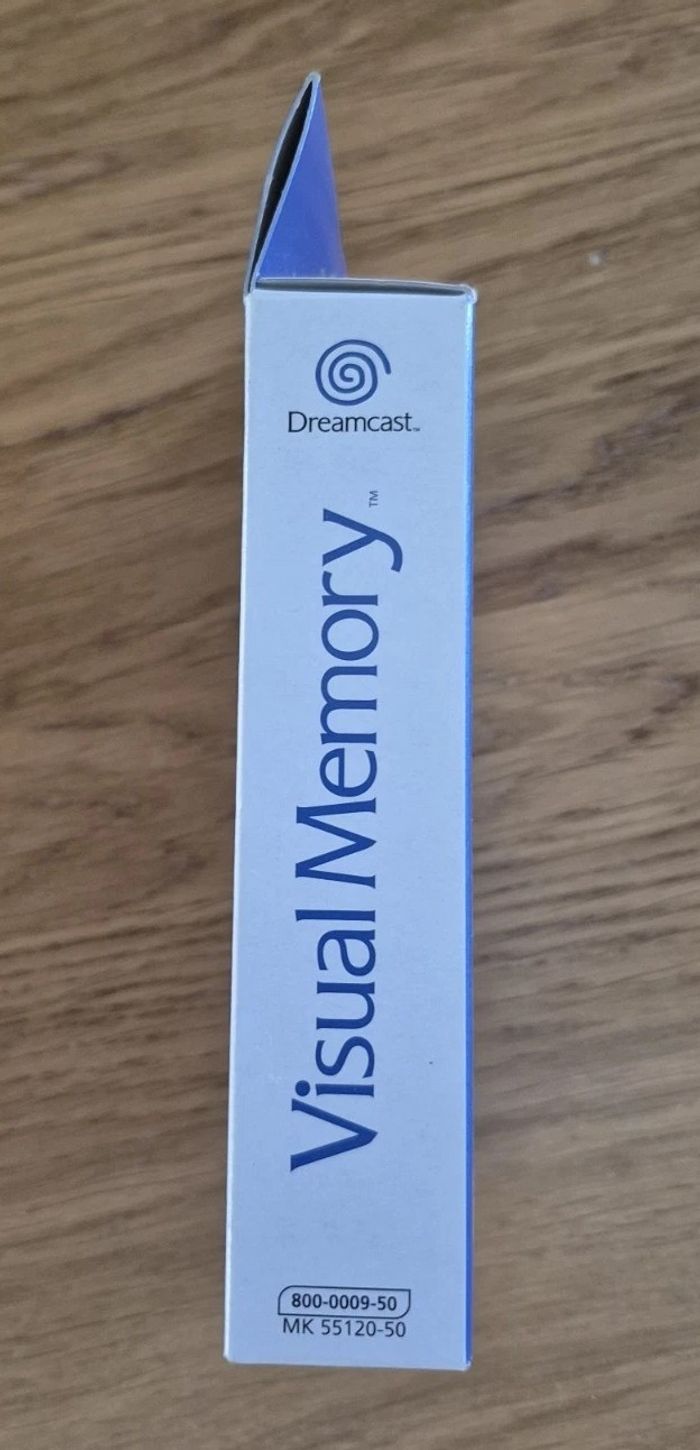 Dreamcast™
Visual Memory™
800-0009-50
MK 55120-50